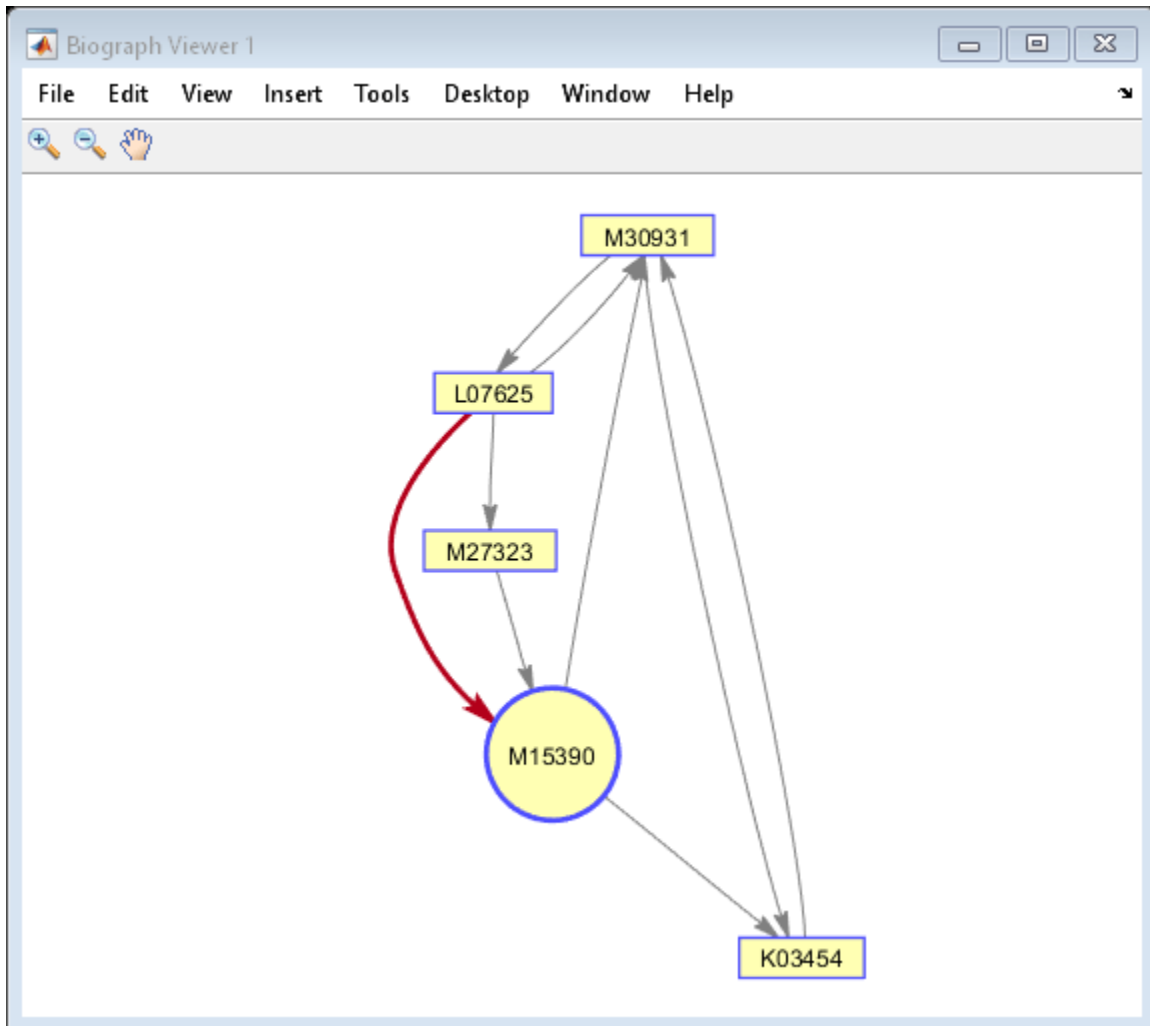 Biograph Viewer 1
File Edit View Insert Tools Desktop Window Help
M30931
L07625
M27323
M15390
K03454